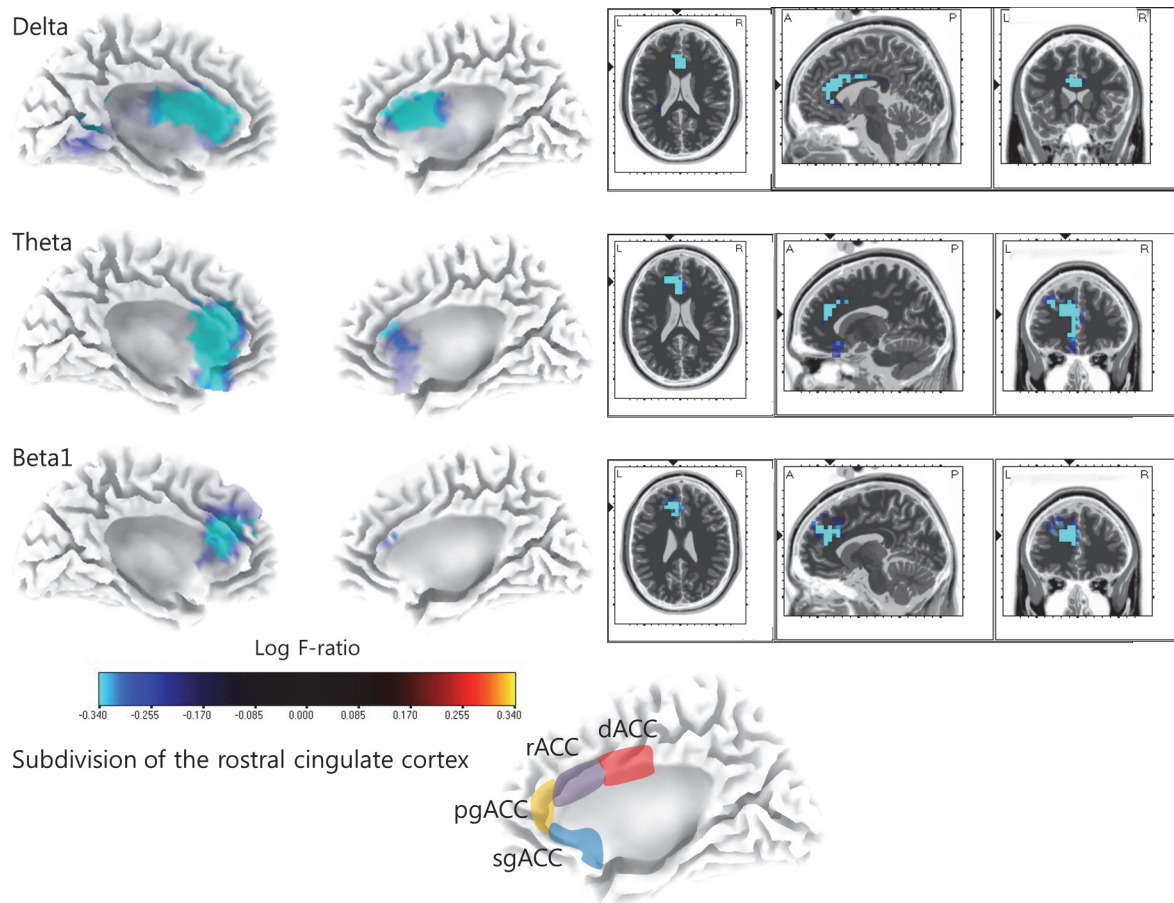 Delta
L R
A P
L R
Theta
L R
A P
L R
Beta1
L R
A P
L R
Log F-ratio
-0.340 -0.255 -0.170 -0.085 0.000 0.085 0.170 0.255 0.340
Subdivision of the rostral cingulate cortex
dACC
rACC
pgACC
sgACC